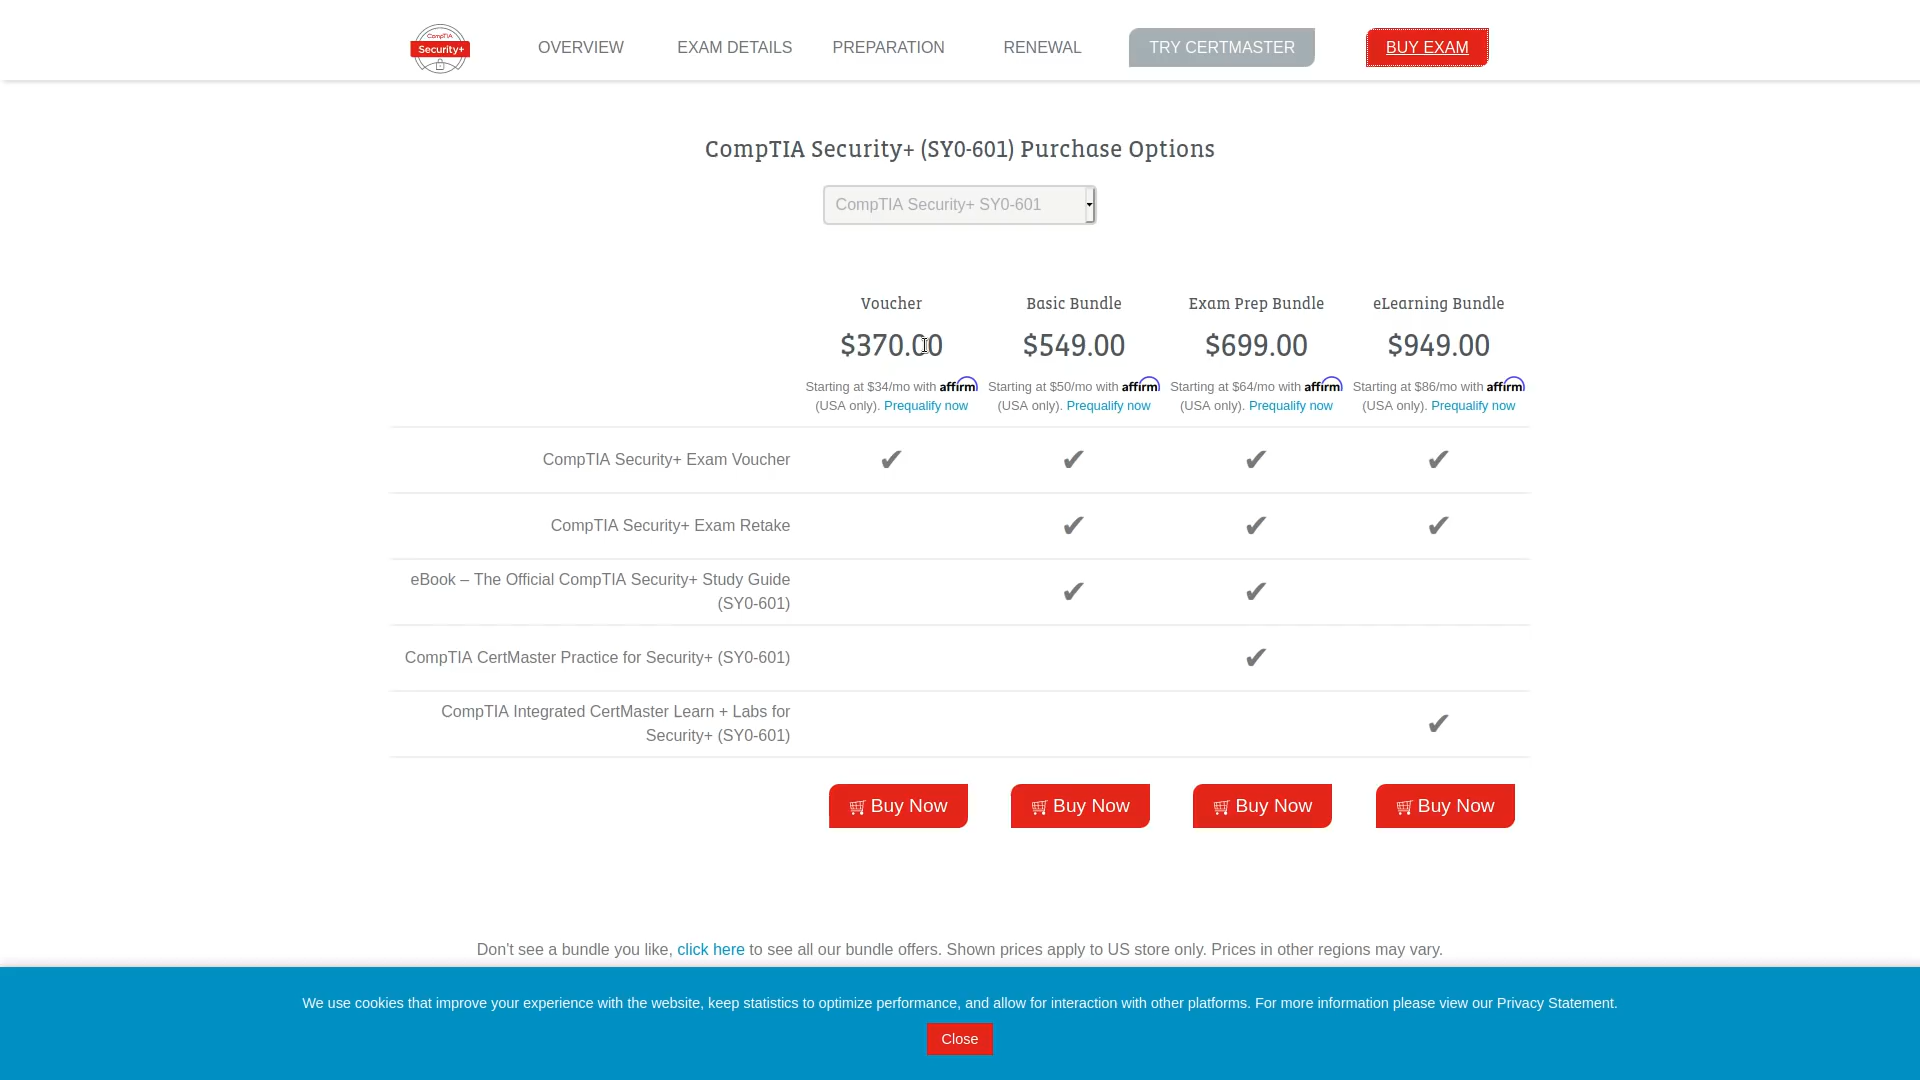 CompTIA
Security+
OVERVIEW
EXAM DETAILS
PREPARATION
RENEWAL
TRY CERTMASTER
BUY EXAM
CompTIA Security+ (SY0-601) Purchase Options
CompTIA Security+ SY0-601
Voucher
Basic Bundle
Exam Prep Bundle
eLearning Bundle
$370.00
$549.00
$699.00
$949.00
Starting at $34/mo with affirm
(USA only). Prequalify now
Starting at $50/mo with affirm
(USA only). Prequalify now
Starting at $64/mo with affirm
(USA only). Prequalify now
Starting at $86/mo with affirm
(USA only). Prequalify now
CompTIA Security+ Exam Voucher
✔ ✔ ✔ ✔
CompTIA Security+ Exam Retake
✔ ✔ ✔
eBook – The Official CompTIA Security+ Study Guide
(SY0-601)
✔ ✔
CompTIA CertMaster Practice for Security+ (SY0-601)
✔
CompTIA Integrated CertMaster Learn + Labs for
Security+ (SY0-601)
✔
Buy Now
Buy Now
Buy Now
Buy Now
Don't see a bundle you like, click here to see all our bundle offers. Shown prices apply to US store only. Prices in other regions may vary.
We use cookies that improve your experience with the website, keep statistics to optimize performance, and allow for interaction with other platforms. For more information please view our Privacy Statement.
Close